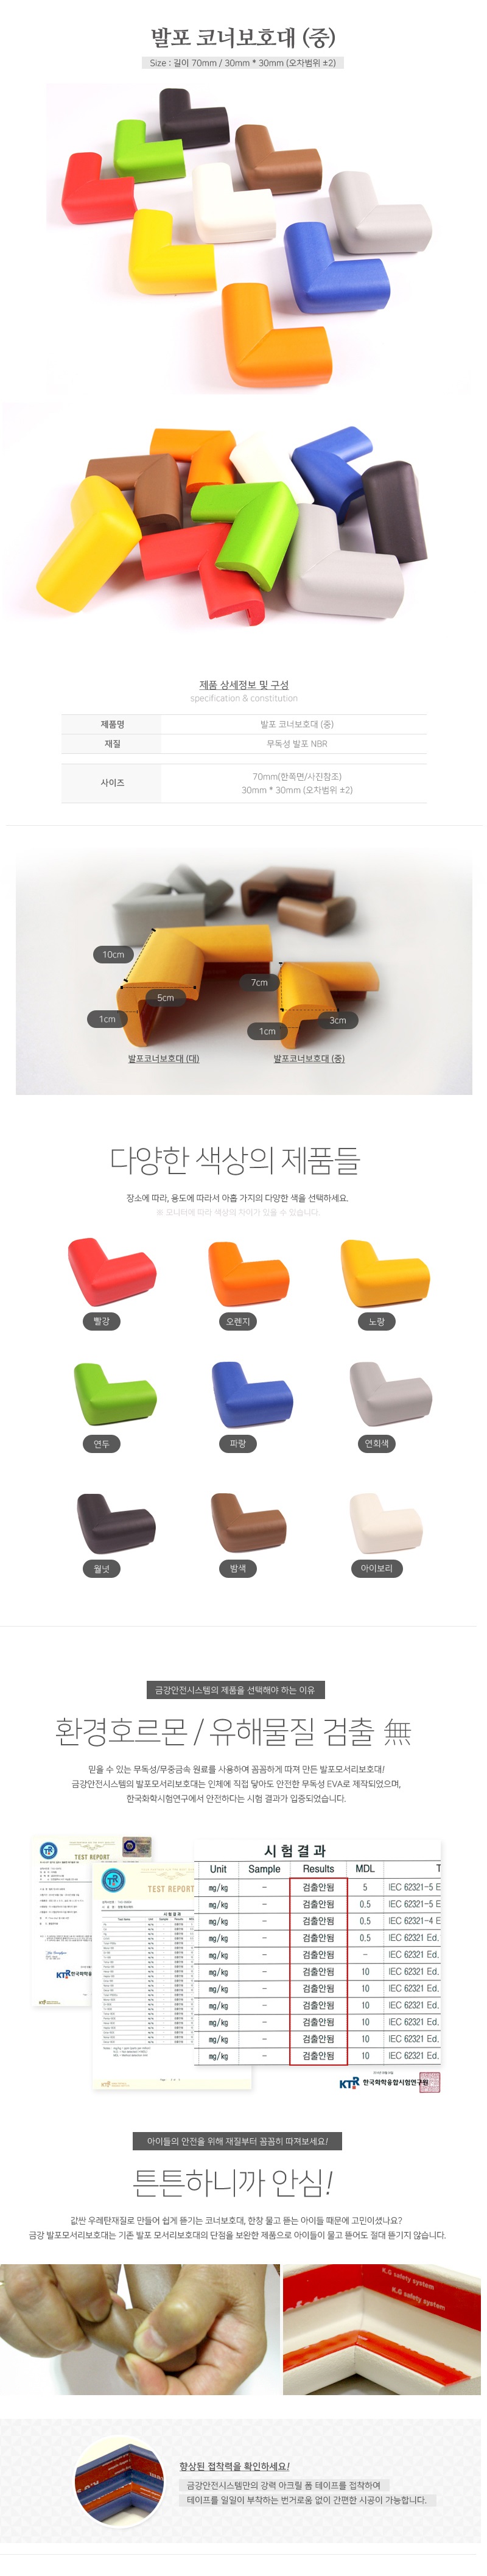 발포 코너보호대 (중)
Size : 길이 70mm / 30mm * 30mm (오차범위 ±2)
제품 상세정보 및 구성
specification & constitution
제품명 발포 코너보호대 (중)
재질 무독성 발포 NBR
사이즈 70mm(한쪽면/사진참조)
30mm * 30mm (오차범위 ±2)
10cm
5cm
1cm
7cm
3cm
1cm
발포코너보호대 (대)
발포코너보호대 (중)
다양한 색상의 제품들
장소에 따라, 용도에 따라서 아홉 가지의 다양한 색을 선택하세요.
※ 모니터에 따라 색상의 차이가 있을 수 있습니다.
빨강
오렌지
노랑
연두
파랑
연회색
월넛
밤색
아이보리
금강안전시스템의 제품을 선택해야 하는 이유
환경호르몬 / 유해물질 검출 無
믿을 수 있는 무독성/무중금속 원료를 사용하여 꼼꼼하게 따져 만든 발포모서리보호대!
금강안전시스템의 발포모서리보호대는 인체에 직접 닿아도 안전한 무독성 EVA로 제작되었으며,
한국화학시험연구에서 안전하다는 시험 결과가 입증되었습니다.
TEST REPORT
TEST REPORT
시험결과
Unit Sample Results MDL T
mg/kg - 검출안됨 5 IEC 62321-5 E
mg/kg - 검출안됨 0.5 IEC 62321-5 E
mg/kg - 검출안됨 0.5 IEC 62321-4 E
mg/kg - 검출안됨 0.5 IEC 62321 Ed.
mg/kg - 검출안됨 - IEC 62321 Ed.
mg/kg - 검출안됨 10 IEC 62321 Ed.
mg/kg - 검출안됨 10 IEC 62321 Ed.
mg/kg - 검출안됨 10 IEC 62321 Ed.
mg/kg - 검출안됨 10 IEC 62321 Ed.
mg/kg - 검출안됨 10 IEC 62321 Ed.
mg/kg - 검출안됨 10 IEC 62321 Ed.
KTR 한국화학융합시험연구원
아이들의 안전을 위해 재질부터 꼼꼼히 따져보세요!
튼튼하니까 안심!
값싼 우레탄재질로 만들어 쉽게 뜯기는 코너보호대, 한창 물고 뜯는 아이들 때문에 고민이셨나요?
금강 발포모서리보호대는 기존 발포 모서리보호대의 단점을 보완한 제품으로 아이들이 물고 뜯어도 절대 뜯기지 않습니다.
K.G safety system
K.G safety system
향상된 접착력을 확인하세요!
금강안전시스템만의 강력 아크릴 폼 테이프를 접착하여
테이프를 일일이 부착하는 번거로움 없이 간편한 시공이 가능합니다.